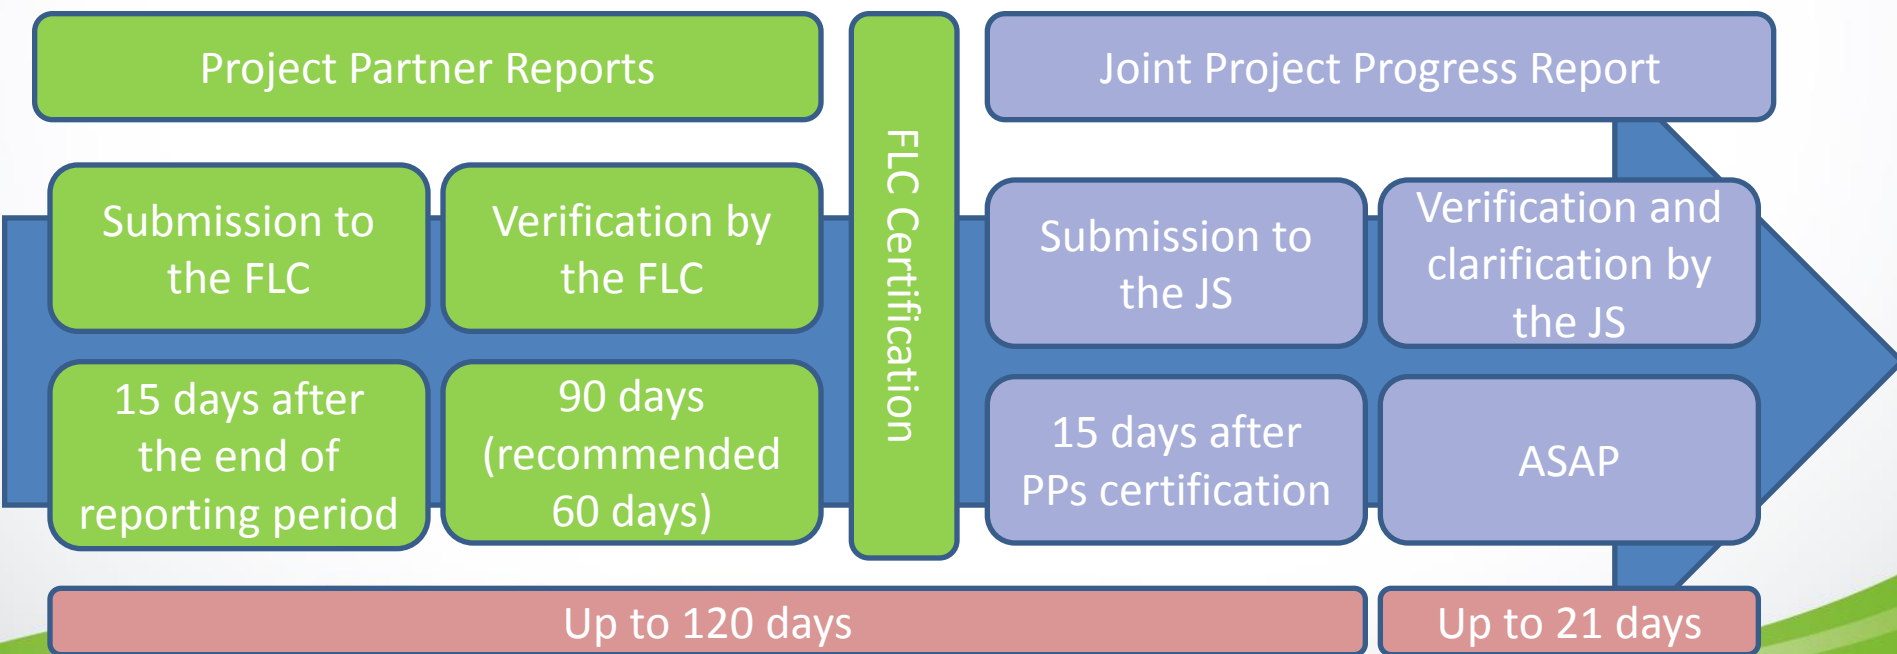 Project Partner Reports
Submission to
the FLC
Verification by
the FLC
15 days after
the end of
reporting period
90 days
(recommended
60 days)
FLC Certification
Joint Project Progress Report
Submission to
the JS
Verification and
clarification by
the JS
15 days after
PPs certification
ASAP
Up to 120 days
Up to 21 days